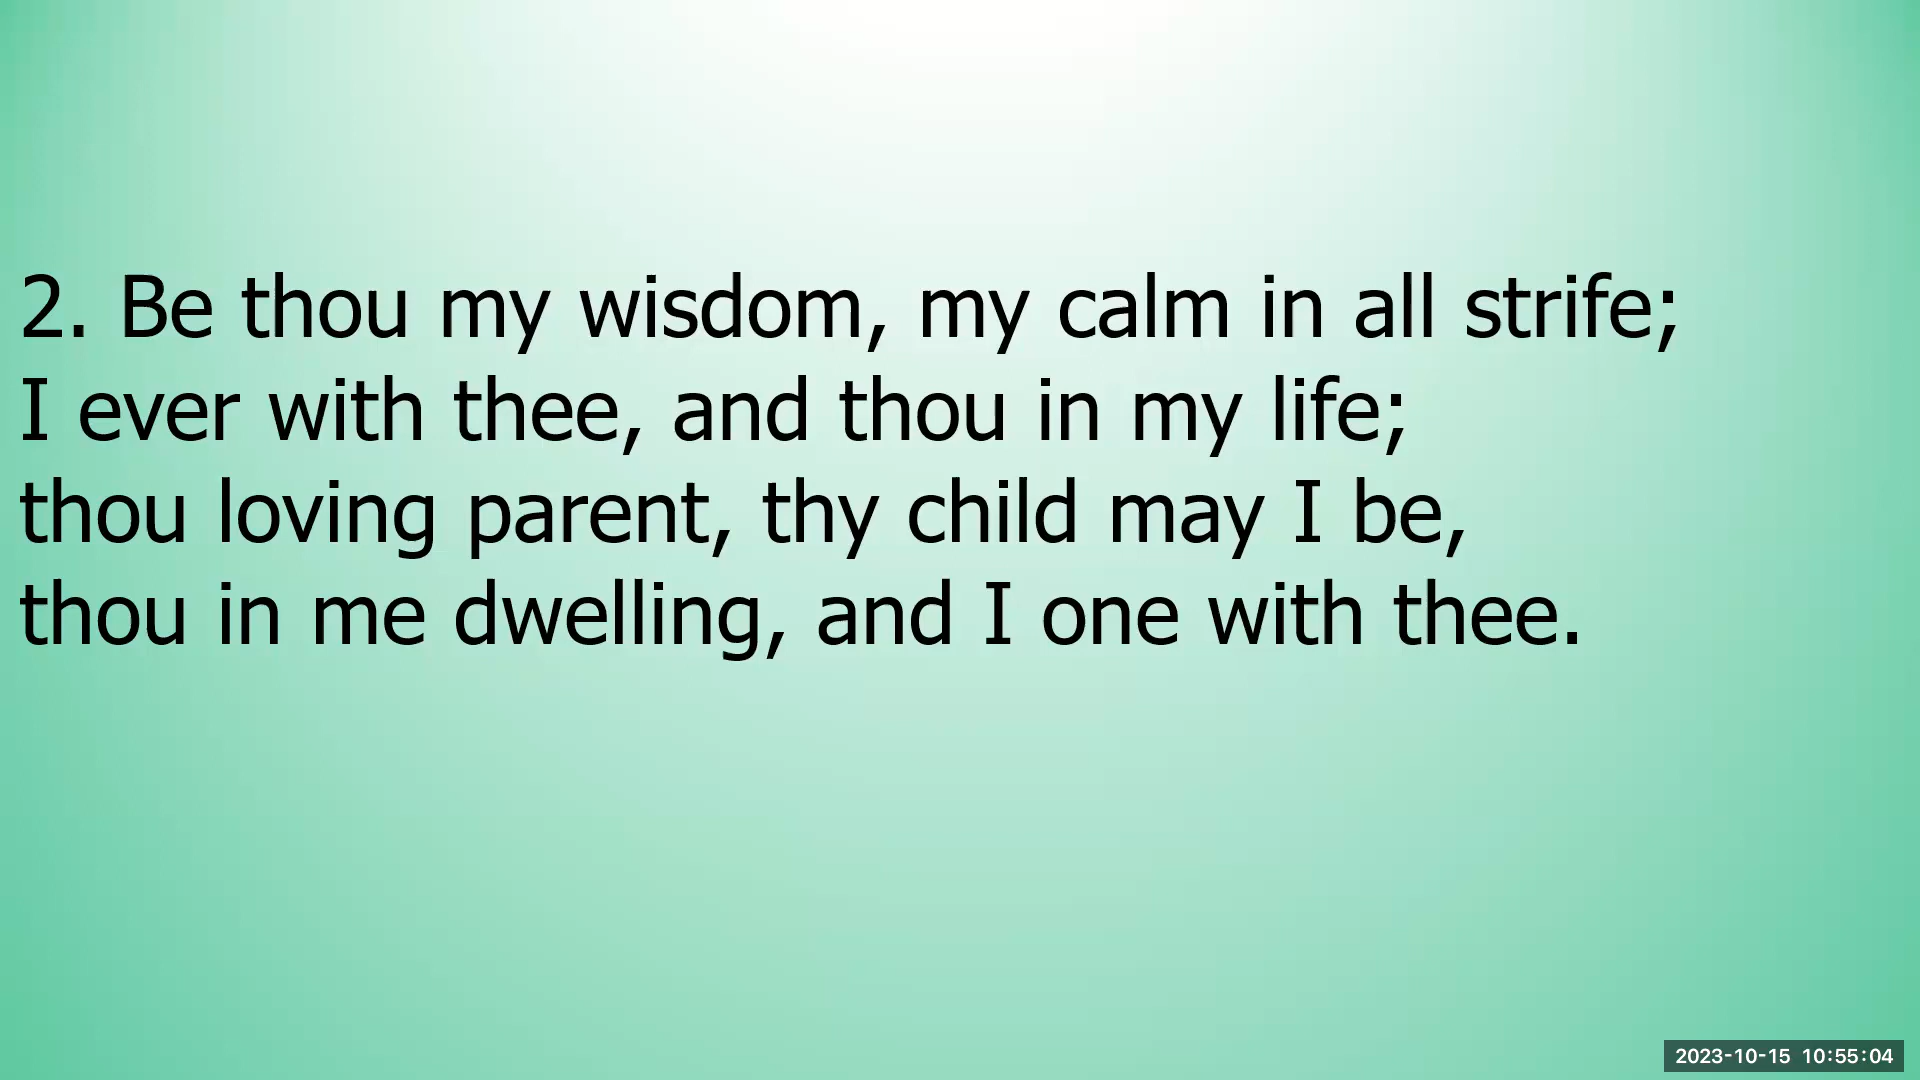 2. Be thou my wisdom, my calm in all strife;
I ever with thee, and thou in my life;
thou loving parent, thy child may I be,
thou in me dwelling, and I one with thee.
2023-10-15 10:55:04